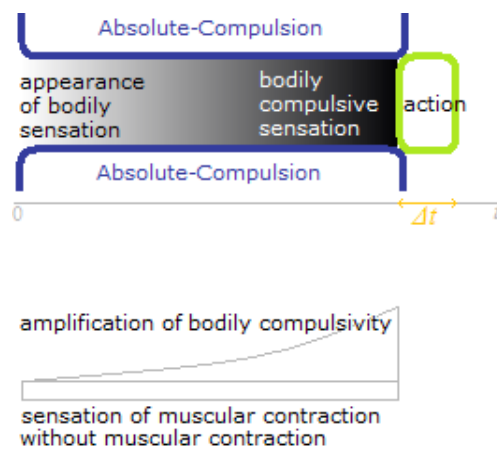 Absolute-Compulsion
appearance
of bodily
sensation
bodily
compulsive
sensation
action
Absolute-Compulsion
0
Δt
t
amplification of bodily compulsivity
sensation of muscular contraction
without muscular contraction